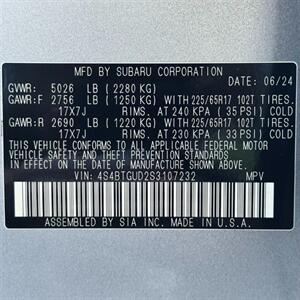 MFD BY SUBARU CORPORATION
DATE: 06/24
GVWR: 5026 LB ( 2280 KG)
GAWR:F 2756 LB ( 1250 KG) WITH 225/65R17 102T TIRES.
17X7J RIMS, AT 240 KPA ( 35 PSI) COLD
GAWR:R 2690 LB ( 1220 KG) WITH 225/65R17 102T TIRES.
17X7J RIMS, AT 230 KPA ( 33 PSI) COLD
THIS VEHICLE CONFORMS TO ALL APPLICABLE FEDERAL MOTOR
VEHICLE SAFETY, BUMPER, AND THEFT PREVENTION STANDARDS
IN EFFECT ON THE DATE OF MANUFACTURE SHOWN ABOVE.
VIN: 4S4BTGUD2S3107232 MPV
ASSEMBLED BY SIA INC. MADE IN U.S.A.